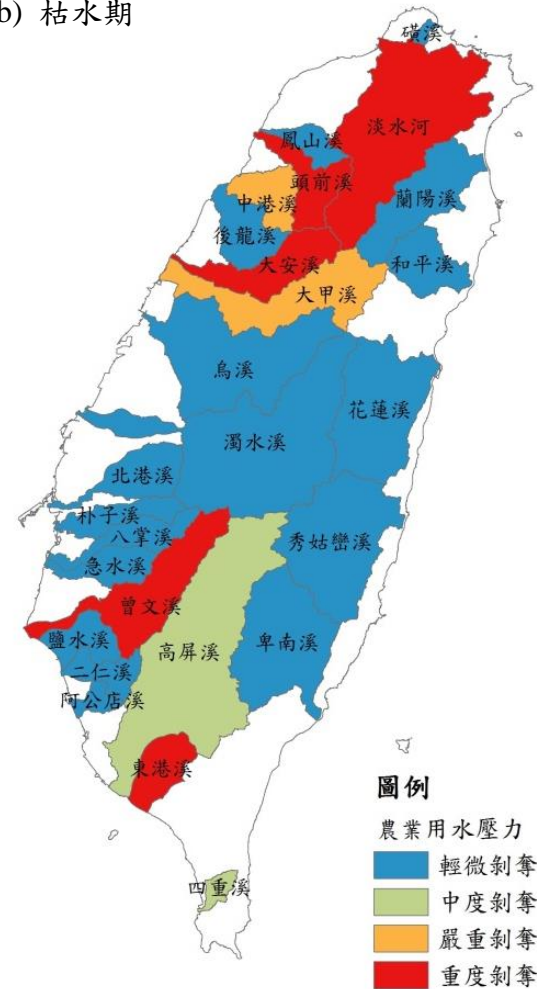 b) 枯水期
磺溪
淡水河
鳳山溪
頭前溪
蘭陽溪
中港溪
後龍溪
大安溪
和平溪
大甲溪
烏溪
花蓮溪
濁水溪
北港溪
朴子溪
八掌溪
秀姑巒溪
急水溪
曾文溪
鹽水溪
高屏溪
卑南溪
二仁溪
阿公店溪
東港溪
四重溪
圖例
農業用水壓力
輕微剝奪
中度剝奪
嚴重剝奪
重度剝奪